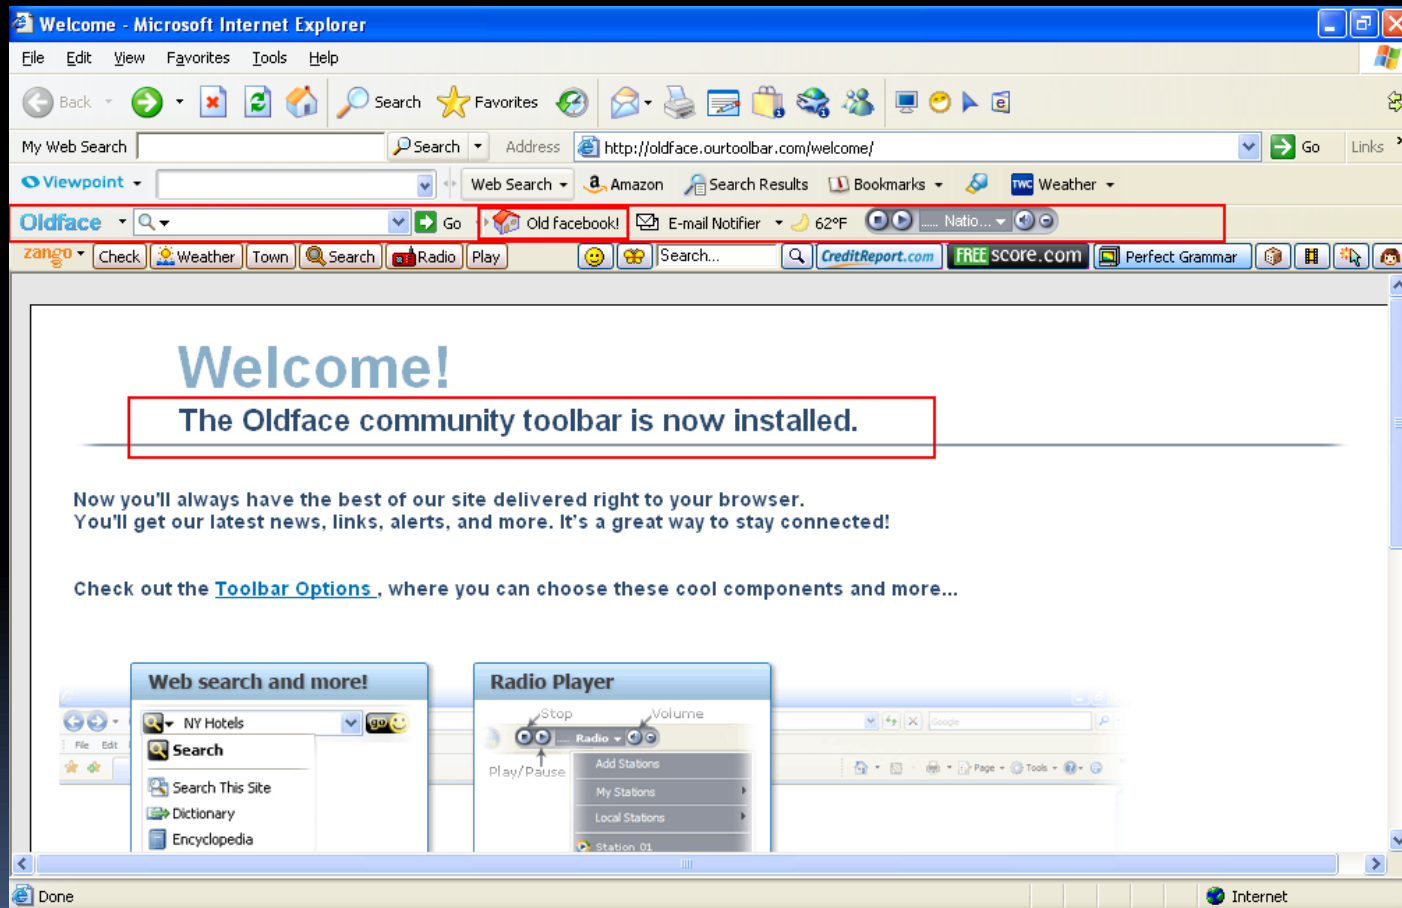 Welcome - Microsoft Internet Explorer
File Edit View Favorites Tools Help
Back Search Favorites
My Web Search Search Address http://oldface.ourtoolbar.com/welcome/ Go Links
Viewpoint Web Search Amazon Search Results Bookmarks TWC Weather
Oldface Go Old facebook! E-mail Notifier 62°F ..... Natio...
zango Check Weather Town Search Radio Play Search... CreditReport.com FREE score.com Perfect Grammar
Welcome!
The Oldface community toolbar is now installed.
Now you'll always have the best of our site delivered right to your browser.
You'll get our latest news, links, alerts, and more. It's a great way to stay connected!
Check out the Toolbar Options , where you can choose these cool components and more...
Web search and more!
NY Hotels go
Search
Search This Site
Dictionary
Encyclopedia
Radio Player
Stop Volume
Radio
Play/Pause
Add Stations
My Stations
Local Stations
Station 01
Google
File Edit
Page Tools
Done Internet